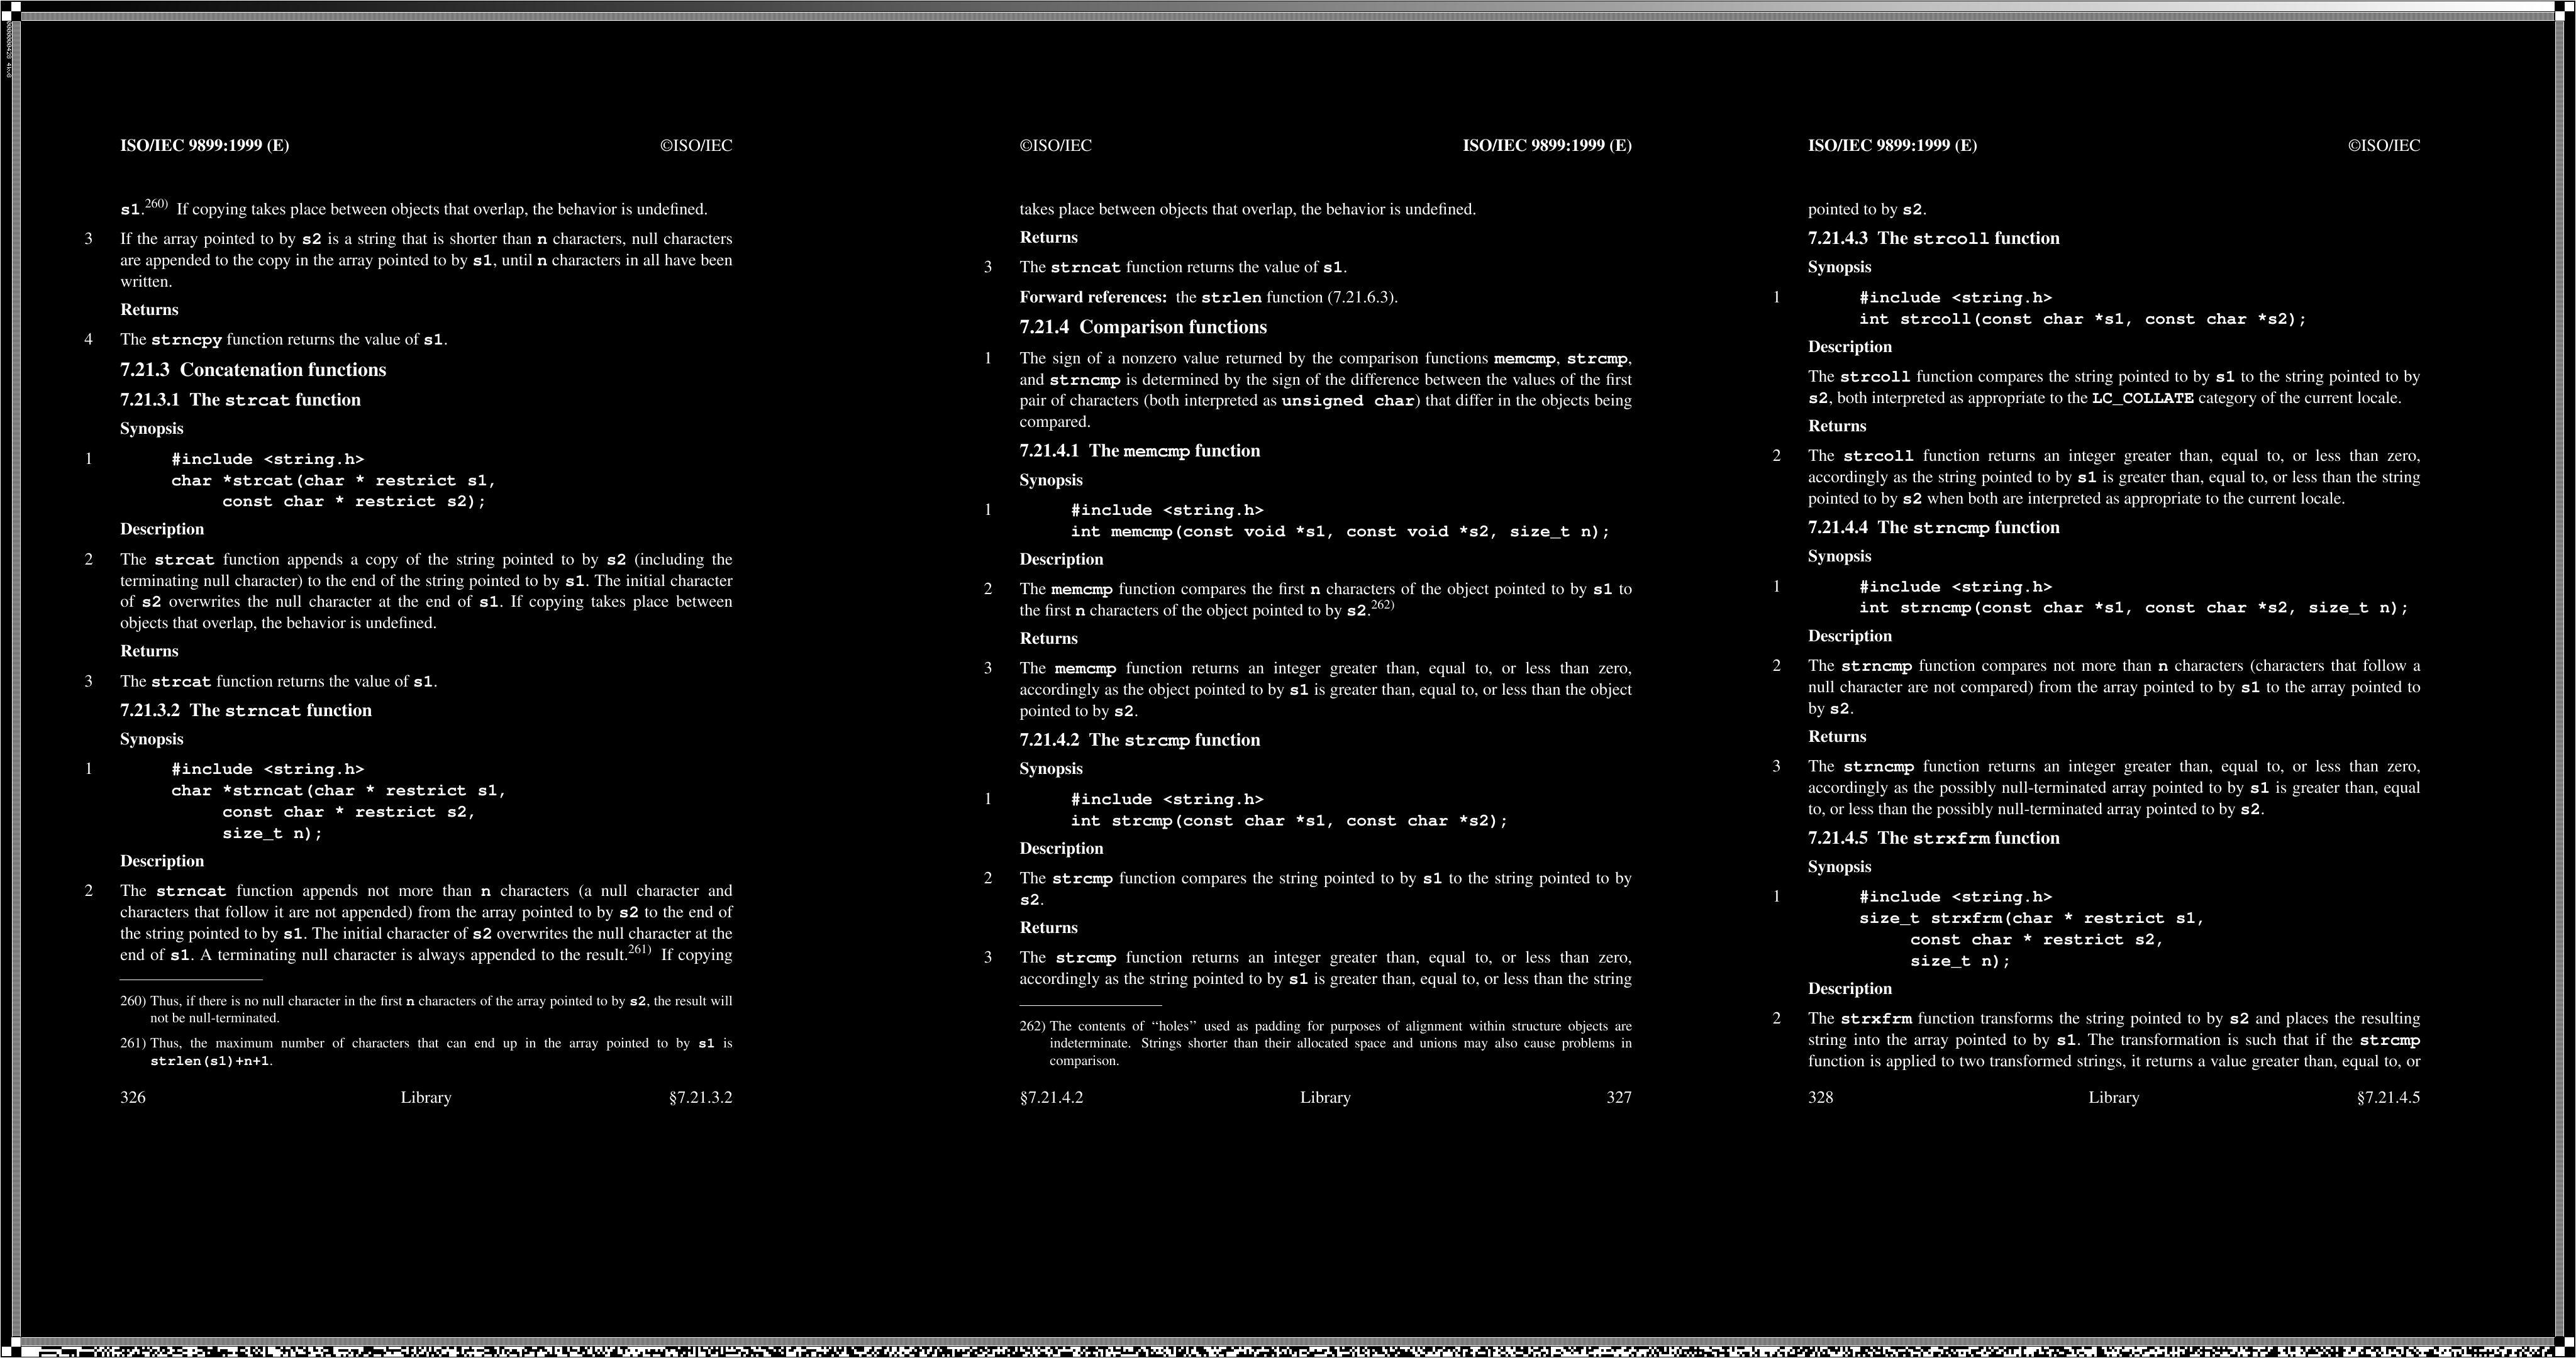 ISO/IEC 9899:1999 (E) ©ISO/IEC
s1.260) If copying takes place between objects that overlap, the behavior is undefined.
3 If the array pointed to by s2 is a string that is shorter than n characters, null characters
are appended to the copy in the array pointed to by s1, until n characters in all have been
written.
Returns
4 The strncpy function returns the value of s1.
7.21.3 Concatenation functions
7.21.3.1 The strcat function
Synopsis
1 #include <string.h>
char *strcat(char * restrict s1,
const char * restrict s2);
Description
2 The strcat function appends a copy of the string pointed to by s2 (including the
terminating null character) to the end of the string pointed to by s1. The initial character
of s2 overwrites the null character at the end of s1. If copying takes place between
objects that overlap, the behavior is undefined.
Returns
3 The strcat function returns the value of s1.
7.21.3.2 The strncat function
Synopsis
1 #include <string.h>
char *strncat(char * restrict s1,
const char * restrict s2,
size_t n);
Description
2 The strncat function appends not more than n characters (a null character and
characters that follow it are not appended) from the array pointed to by s2 to the end of
the string pointed to by s1. The initial character of s2 overwrites the null character at the
end of s1. A terminating null character is always appended to the result.261) If copying
260) Thus, if there is no null character in the first n characters of the array pointed to by s2, the result will
not be null-terminated.
261) Thus, the maximum number of characters that can end up in the array pointed to by s1 is
strlen(s1)+n+1.
326 Library §7.21.3.2
©ISO/IEC ISO/IEC 9899:1999 (E)
takes place between objects that overlap, the behavior is undefined.
Returns
3 The strncat function returns the value of s1.
Forward references: the strlen function (7.21.6.3).
7.21.4 Comparison functions
1 The sign of a nonzero value returned by the comparison functions memcmp, strcmp,
and strncmp is determined by the sign of the difference between the values of the first
pair of characters (both interpreted as unsigned char) that differ in the objects being
compared.
7.21.4.1 The memcmp function
Synopsis
1 #include <string.h>
int memcmp(const void *s1, const void *s2, size_t n);
Description
2 The memcmp function compares the first n characters of the object pointed to by s1 to
the first n characters of the object pointed to by s2.262)
Returns
3 The memcmp function returns an integer greater than, equal to, or less than zero,
accordingly as the object pointed to by s1 is greater than, equal to, or less than the object
pointed to by s2.
7.21.4.2 The strcmp function
Synopsis
1 #include <string.h>
int strcmp(const char *s1, const char *s2);
Description
2 The strcmp function compares the string pointed to by s1 to the string pointed to by
s2.
Returns
3 The strcmp function returns an integer greater than, equal to, or less than zero,
accordingly as the string pointed to by s1 is greater than, equal to, or less than the string
262) The contents of ‘‘holes’’ used as padding for purposes of alignment within structure objects are
indeterminate. Strings shorter than their allocated space and unions may also cause problems in
comparison.
§7.21.4.2 Library 327
ISO/IEC 9899:1999 (E) ©ISO/IEC
pointed to by s2.
7.21.4.3 The strcoll function
Synopsis
1 #include <string.h>
int strcoll(const char *s1, const char *s2);
Description
The strcoll function compares the string pointed to by s1 to the string pointed to by
s2, both interpreted as appropriate to the LC_COLLATE category of the current locale.
Returns
2 The strcoll function returns an integer greater than, equal to, or less than zero,
accordingly as the string pointed to by s1 is greater than, equal to, or less than the string
pointed to by s2 when both are interpreted as appropriate to the current locale.
7.21.4.4 The strncmp function
Synopsis
1 #include <string.h>
int strncmp(const char *s1, const char *s2, size_t n);
Description
2 The strncmp function compares not more than n characters (characters that follow a
null character are not compared) from the array pointed to by s1 to the array pointed to
by s2.
Returns
3 The strncmp function returns an integer greater than, equal to, or less than zero,
accordingly as the possibly null-terminated array pointed to by s1 is greater than, equal
to, or less than the possibly null-terminated array pointed to by s2.
7.21.4.5 The strxfrm function
Synopsis
1 #include <string.h>
size_t strxfrm(char * restrict s1,
const char * restrict s2,
size_t n);
Description
2 The strxfrm function transforms the string pointed to by s2 and places the resulting
string into the array pointed to by s1. The transformation is such that if the strcmp
function is applied to two transformed strings, it returns a value greater than, equal to, or
328 Library §7.21.4.5